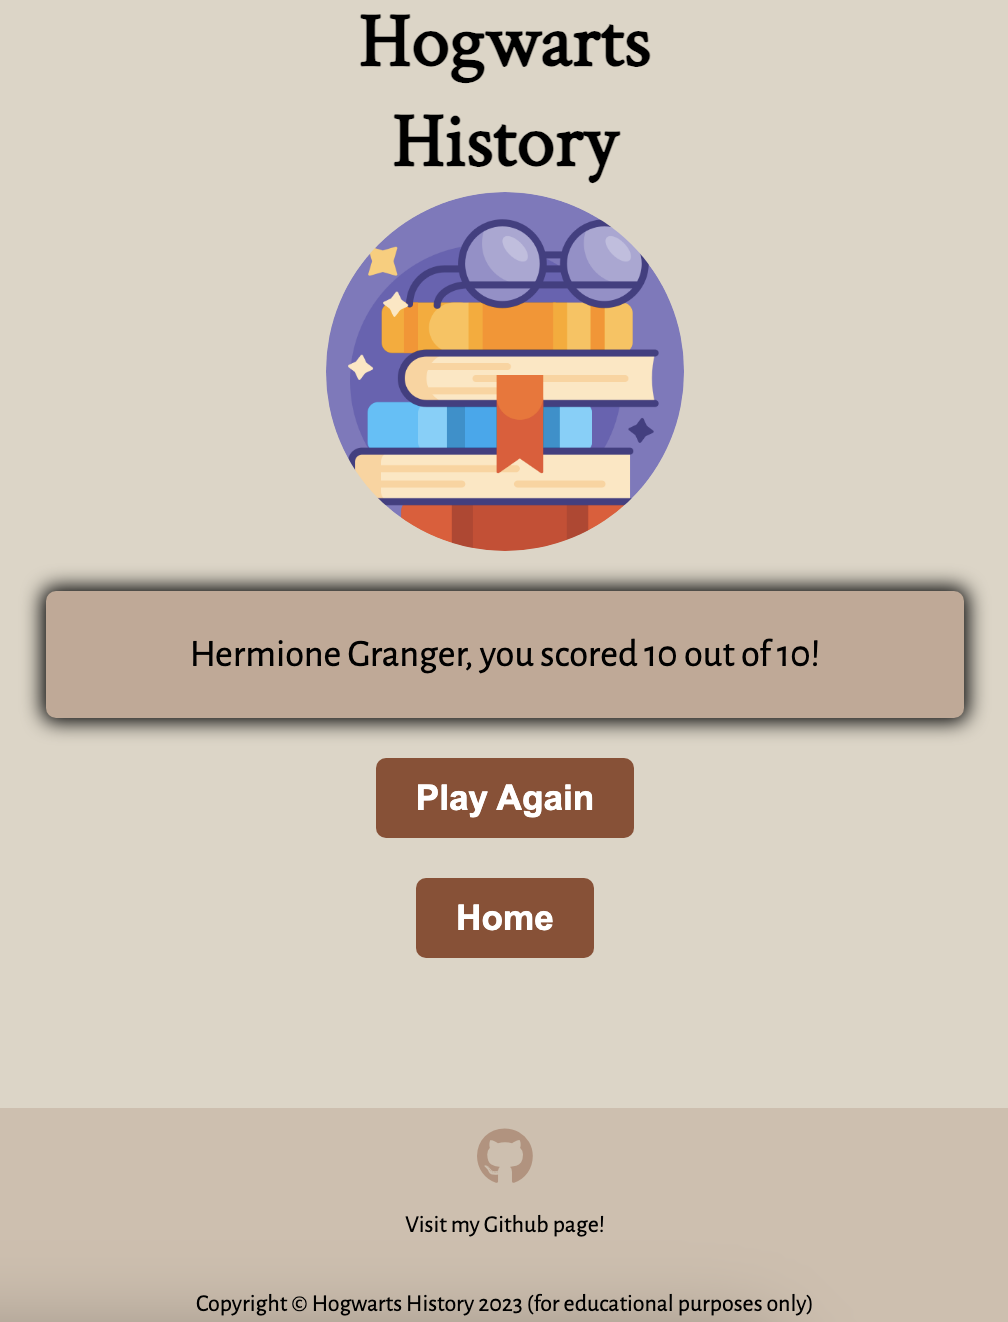 Hogwarts
History
Hermione Granger, you scored 10 out of 10!
Play Again
Home
Visit my Github page!
Copyright © Hogwarts History 2023 (for educational purposes only)